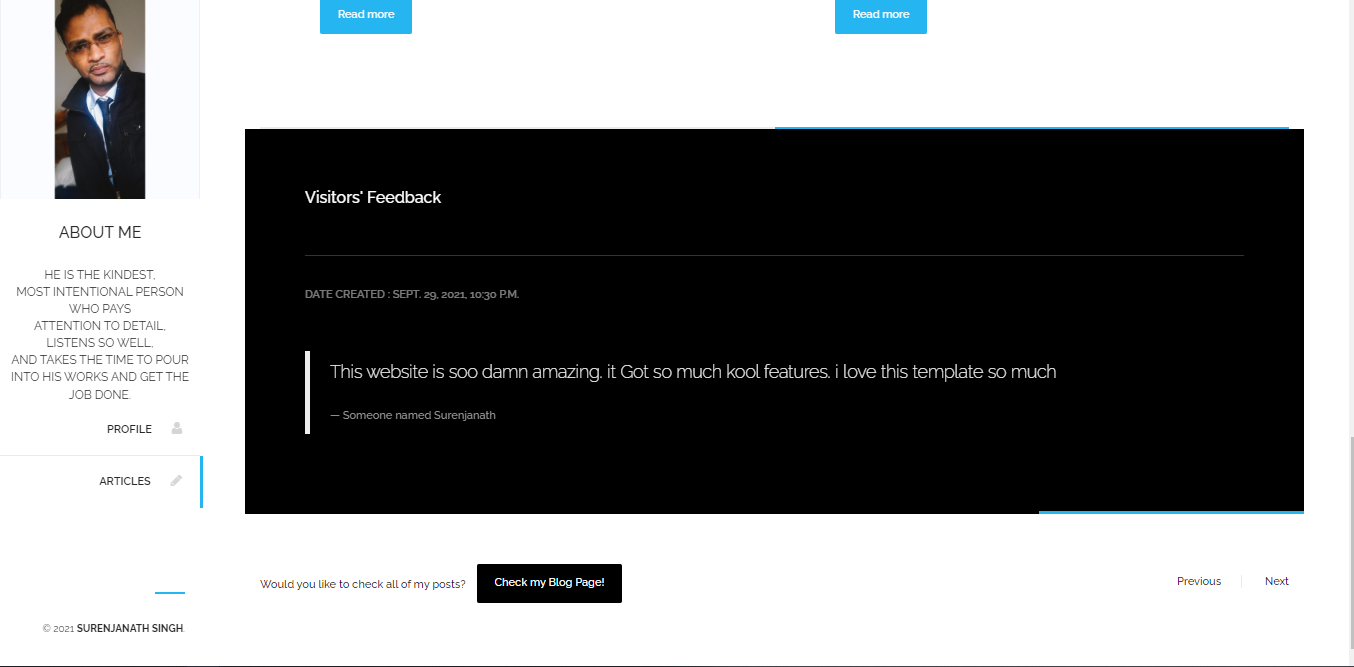 Read more
Read more
ABOUT ME
HE IS THE KINDEST,
MOST INTENTIONAL PERSON
WHO PAYS
ATTENTION TO DETAIL,
LISTENS SO WELL,
AND TAKES THE TIME TO POUR
INTO HIS WORKS AND GET THE
JOB DONE.
PROFILE
ARTICLES
© 2021 SURENJANATH SINGH.
Visitors' Feedback
DATE CREATED : SEPT. 29, 2021, 10:30 P.M.
This website is soo damn amazing. it Got so much kool features. i love this template so much
— Someone named Surenjanath
Would you like to check all of my posts?
Check my Blog Page!
Previous
Next